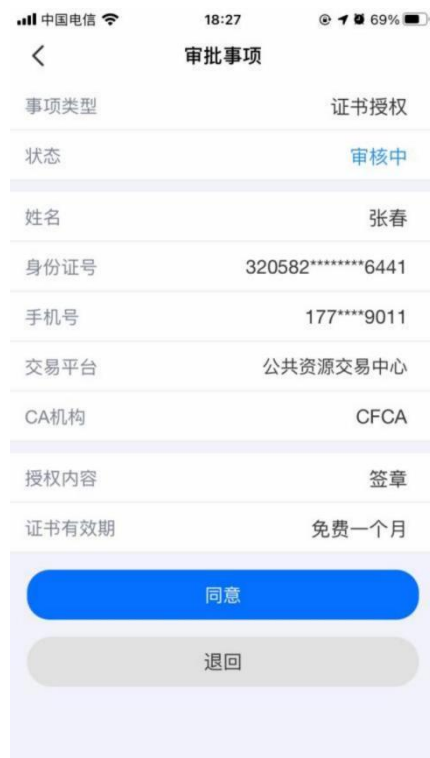 中国电信 18:27 69%
审批事项
事项类型 证书授权
状态 审核中
姓名 张春
身份证号 320582********6441
手机号 177****9011
交易平台 公共资源交易中心
CA机构 CFCA
授权内容 签章
证书有效期 免费一个月
同意
退回